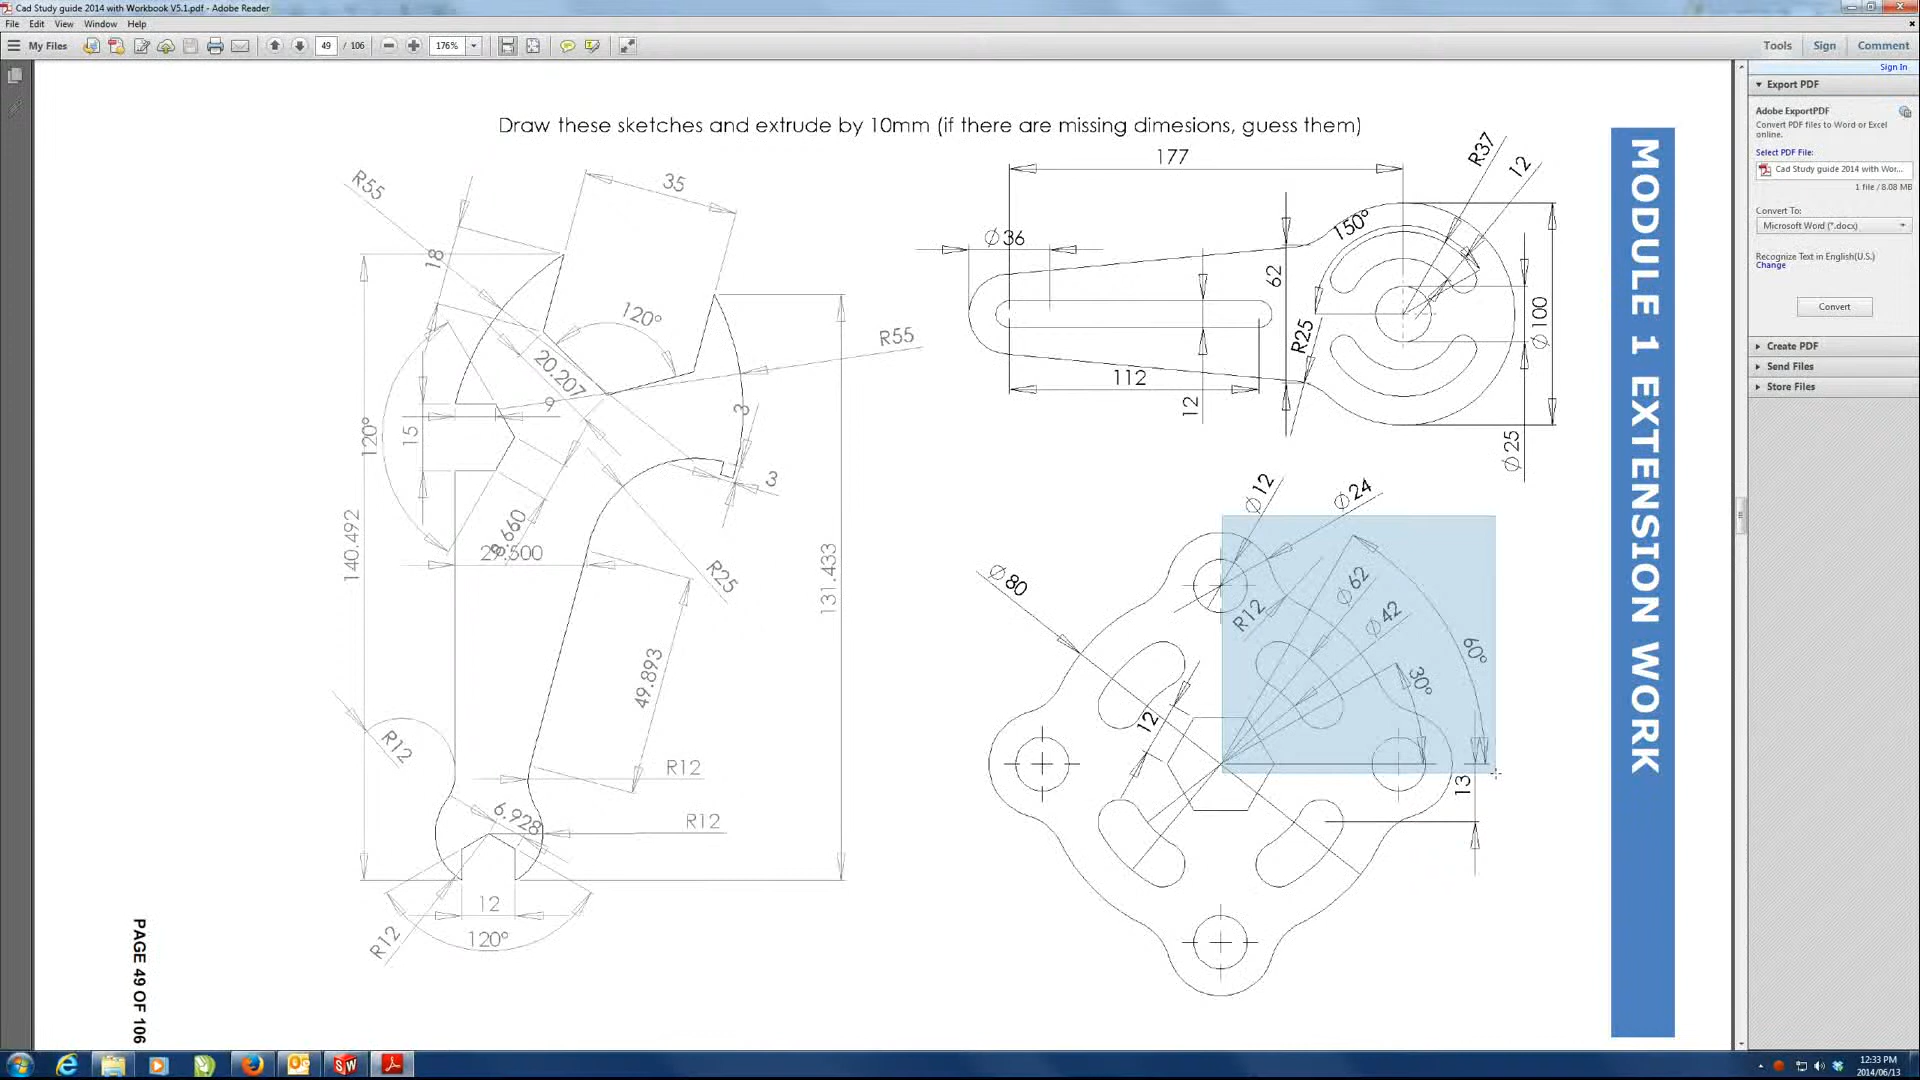 Cad Study guide 2014 with Workbook V5.1.pdf - Adobe Reader
File Edit View Window Help
My Files
49 / 106
176%
Tools Sign Comment
Sign In
Export PDF
Adobe ExportPDF
Convert PDF files to Word or Excel
online.
Select PDF File:
Cad Study guide 2014 with Wor...
1 file / 8.08 MB
Convert To:
Microsoft Word (*.docx)
Recognize Text in English(U.S.)
Change
Convert
Create PDF
Send Files
Store Files
Draw these sketches and extrude by 10mm (if there are missing dimesions, guess them)
MODULE 1 EXTENSION WORK
R55
35
18
120°
R55
20.207
9
120°
15
3
3
8.660
29.500
140.492
R25
131.433
49.893
R12
R12
6.928
R12
12
120°
R12
177
R37
12
150°
Ø36
62
Ø100
R25
112
12
Ø25
Ø12
Ø24
Ø80
Ø62
R12
Ø42
60°
30°
12
13
PAGE 49 OF 106
12:33 PM
2014/06/13